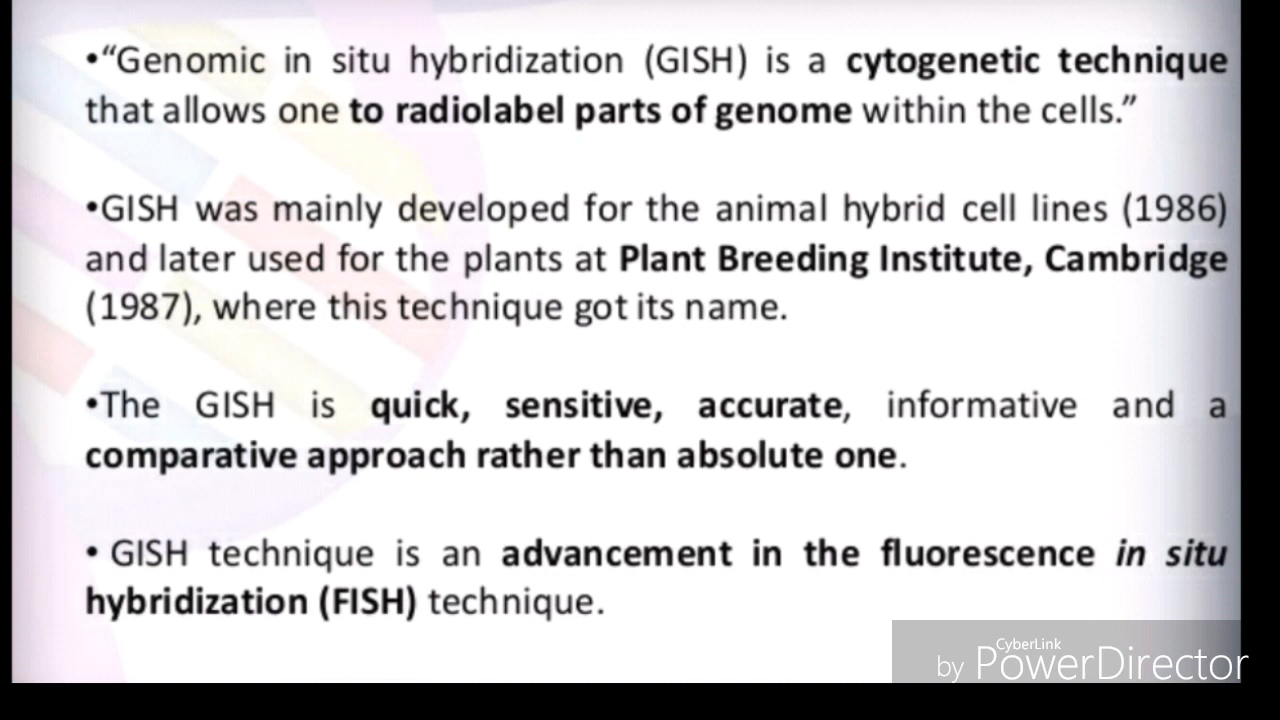 •“Genomic in situ hybridization (GISH) is a cytogenetic technique
that allows one to radiolabel parts of genome within the cells.”
•GISH was mainly developed for the animal hybrid cell lines (1986)
and later used for the plants at Plant Breeding Institute, Cambridge
(1987), where this technique got its name.
•The GISH is quick, sensitive, accurate, informative and a
comparative approach rather than absolute one.
• GISH technique is an advancement in the fluorescence in situ
hybridization (FISH) technique.
CyberLink
by PowerDirector